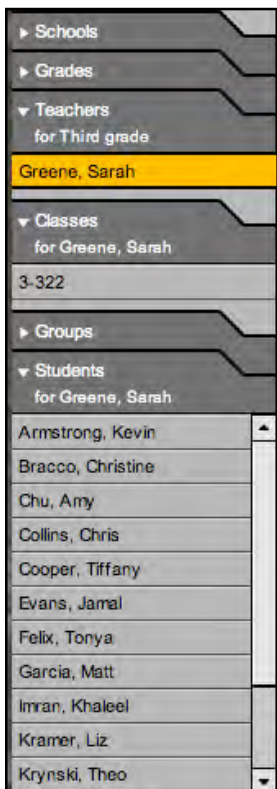 Schools
Grades
Teachers
for Third grade
Greene, Sarah
Classes
for Greene, Sarah
3-322
Groups
Students
for Greene, Sarah
Armstrong, Kevin
Bracco, Christine
Chu, Amy
Collins, Chris
Cooper, Tiffany
Evans, Jamal
Felix, Tonya
Garcia, Matt
Imran, Khaleel
Kramer, Liz
Krynski, Theo